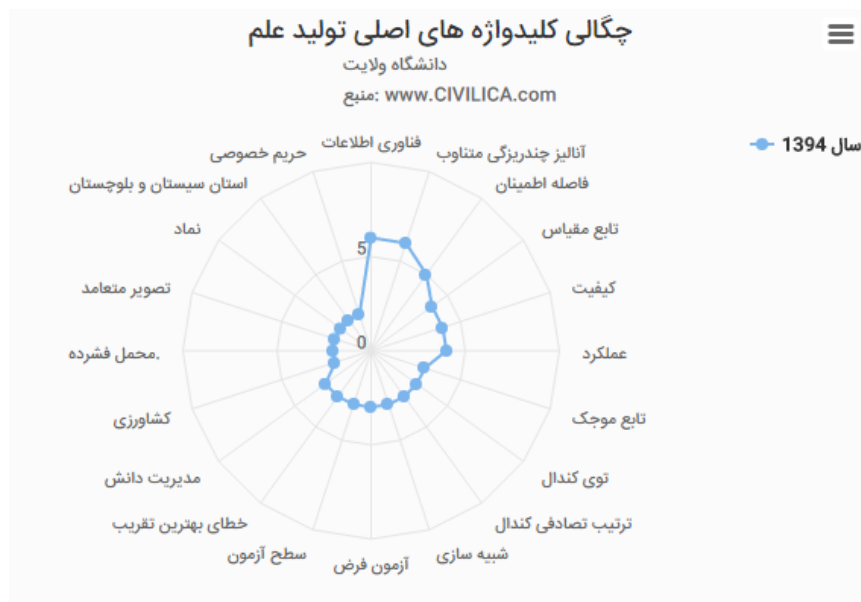 چگالی کلیدواژه های اصلی تولید علم
دانشگاه ولایت
منبع: www.CIVILICA.com
سال 1394
فناوری اطلاعات
آنالیز چندریزگی متناوب
فاصله اطمینان
تابع مقیاس
کیفیت
عملکرد
تابع موجک
توی کندال
ترتیب تصادفی کندال
شبیه سازی
آزمون فرض
سطح آزمون
خطای بهترین تقریب
مدیریت دانش
کشاورزی
محمل فشرده.
تصویر متعامد
نماد
استان سیستان و بلوچستان
حریم خصوصی
5
0